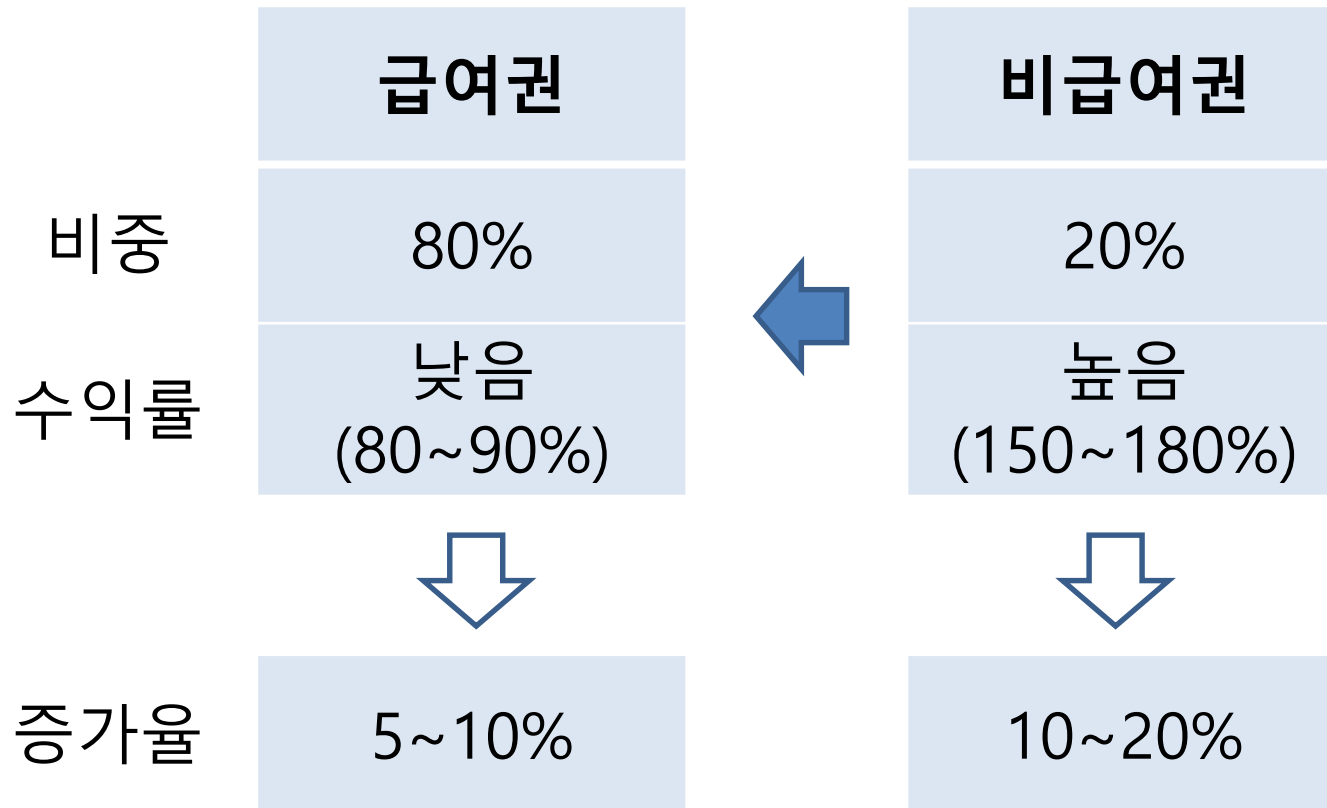 급여권 비급여권
비중 80% 20%
수익률 낮음 높음
(80~90%) (150~180%)
증가율 5~10% 10~20%